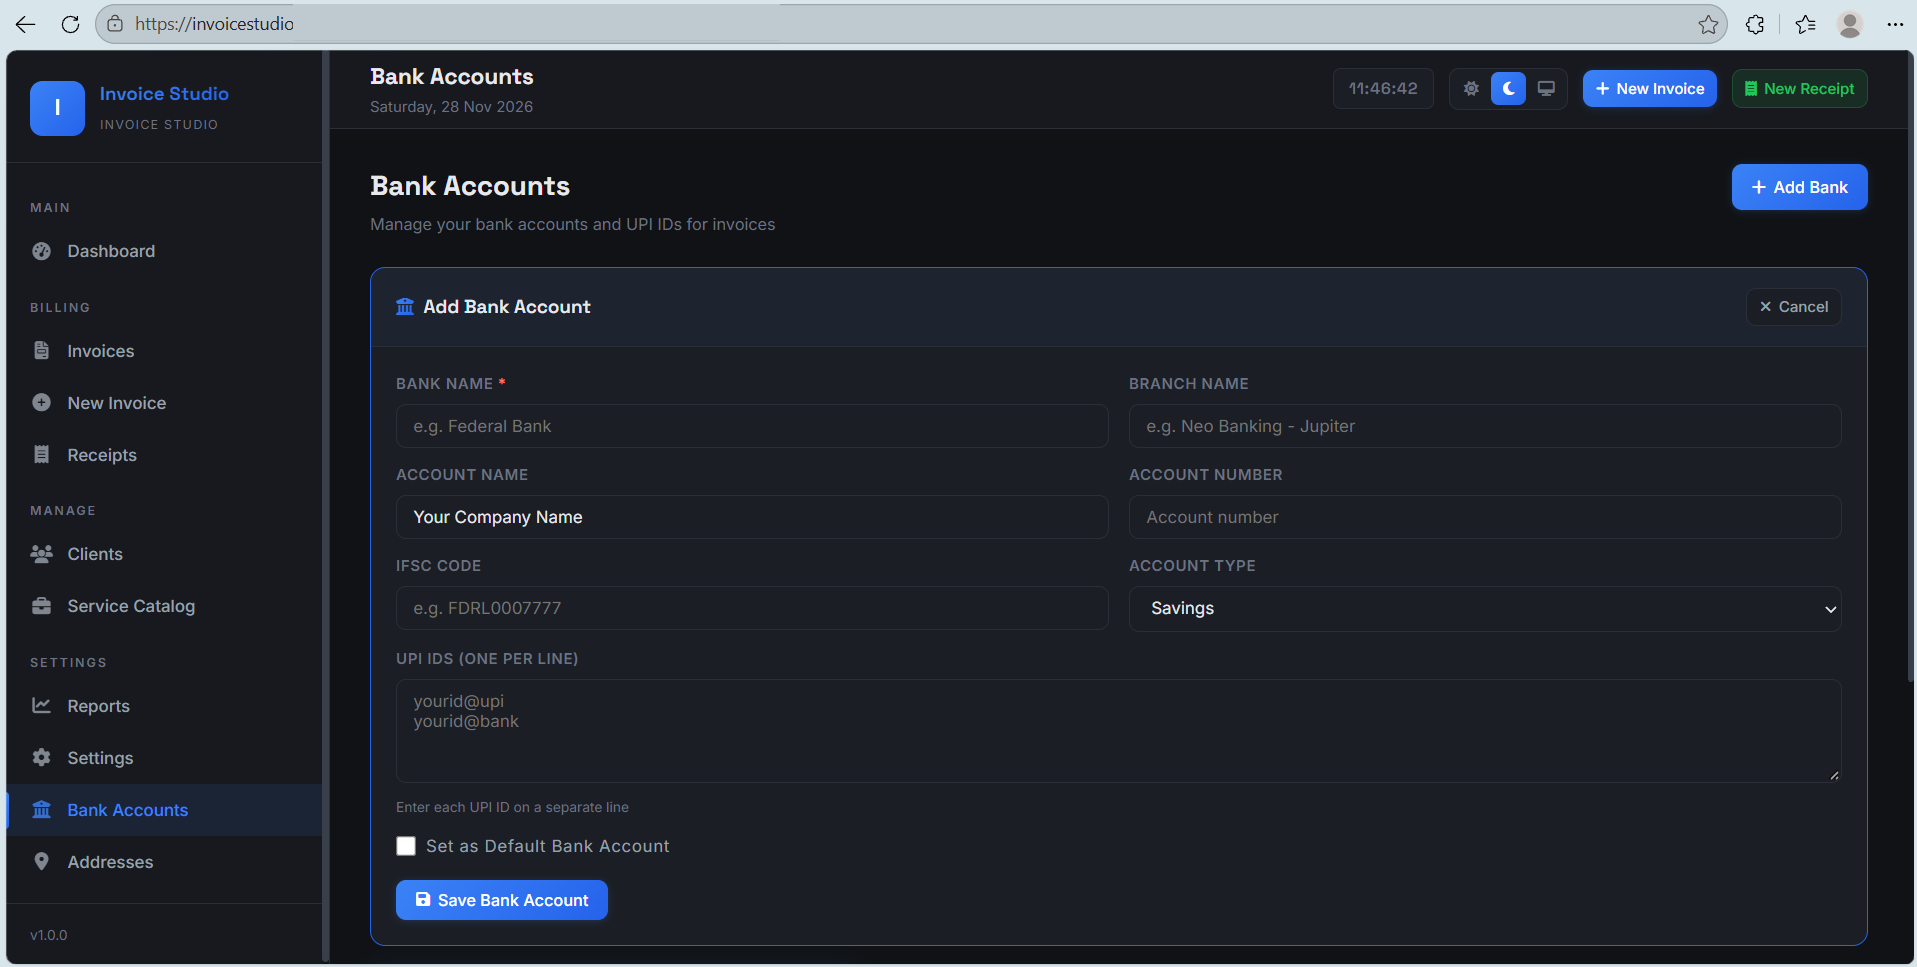 https://invoicestudio
I
Invoice Studio
INVOICE STUDIO
MAIN
Dashboard
BILLING
Invoices
New Invoice
Receipts
MANAGE
Clients
Service Catalog
SETTINGS
Reports
Settings
Bank Accounts
Addresses
v1.0.0
Bank Accounts
Saturday, 28 Nov 2026
11:46:42
+ New Invoice
New Receipt
Bank Accounts
Manage your bank accounts and UPI IDs for invoices
+ Add Bank
Add Bank Account
× Cancel
BANK NAME *
e.g. Federal Bank
BRANCH NAME
e.g. Neo Banking - Jupiter
ACCOUNT NAME
Your Company Name
ACCOUNT NUMBER
Account number
IFSC CODE
e.g. FDRL0007777
ACCOUNT TYPE
Savings
UPI IDS (ONE PER LINE)
yourid@upi
yourid@bank
Enter each UPI ID on a separate line
Set as Default Bank Account
Save Bank Account